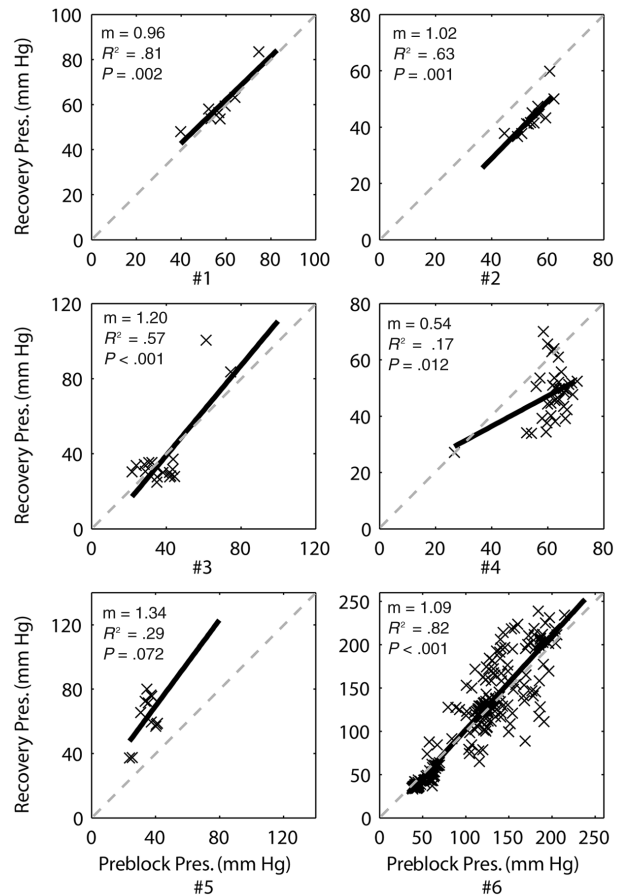 Recovery Pres. (mm Hg)
m = 0.96
R² = .81
P = .002
100
80
60
40
20
0
0 20 40 60 80 100
#1
m = 1.02
R² = .63
P = .001
80
60
40
20
0
0 20 40 60 80
#2
Recovery Pres. (mm Hg)
m = 1.20
R² = .57
P < .001
120
80
40
0
0 40 80 120
#3
m = 0.54
R² = .17
P = .012
80
60
40
20
0
0 20 40 60 80
#4
Recovery Pres. (mm Hg)
m = 1.34
R² = .29
P = .072
120
80
40
0
0 40 80 120
Preblock Pres. (mm Hg)
#5
m = 1.09
R² = .82
P < .001
250
200
150
100
50
0
0 50 100 150 200 250
Preblock Pres. (mm Hg)
#6